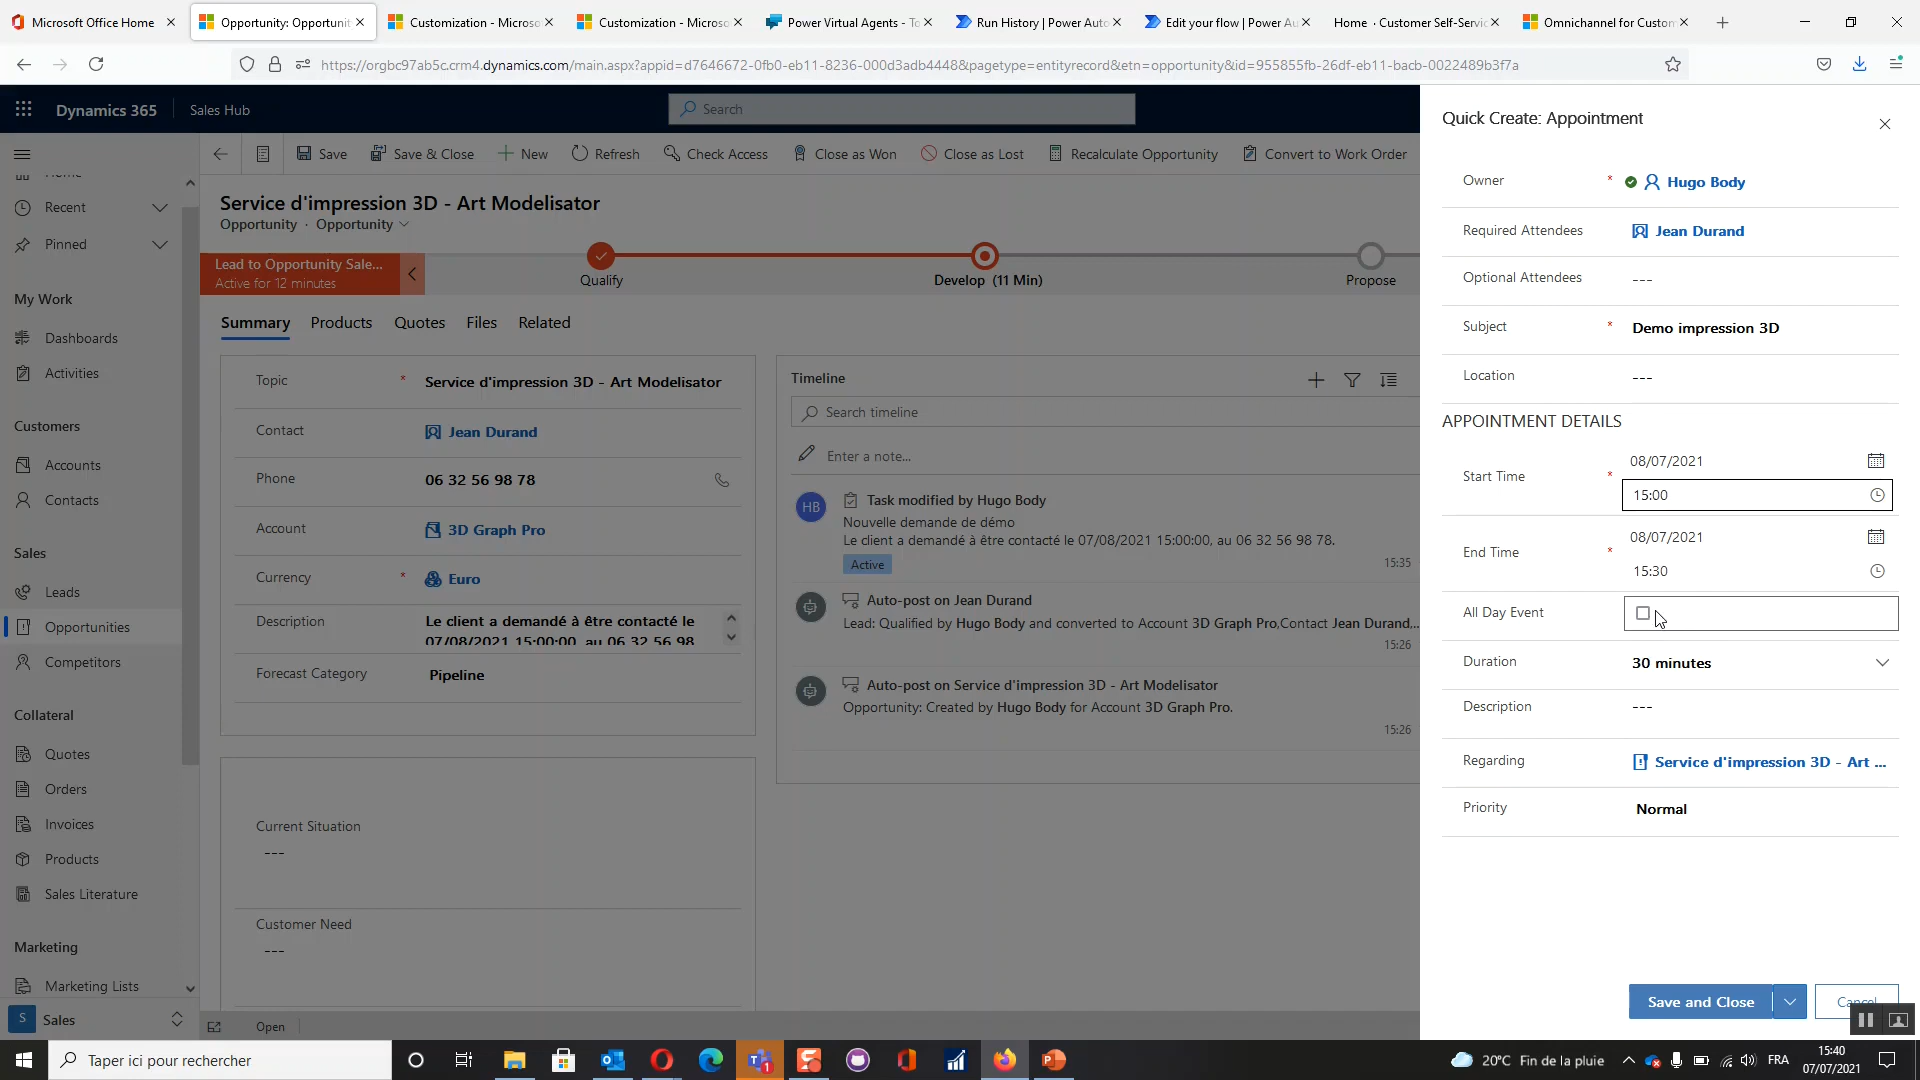 Microsoft Office Home
Opportunity: Opportuni
Customization - Microso
Customization - Microso
Power Virtual Agents - To
Run History | Power Auto
Edit your flow | Power Au
Home · Customer Self-Servic
Omnichannel for Custom
https://orgbc97ab5c.crm4.dynamics.com/main.aspx?appid=d7646672-0fb0-eb11-8236-000d3adb4448&pagetype=entityrecord&etn=opportunity&id=955855fb-26df-eb11-bacb-0022489b3f7a
Dynamics 365
Sales Hub
Search
Save
Save & Close
New
Refresh
Check Access
Close as Won
Close as Lost
Recalculate Opportunity
Convert to Work Order
Home
Recent
Pinned
My Work
Dashboards
Activities
Customers
Accounts
Contacts
Sales
Leads
Opportunities
Competitors
Collateral
Quotes
Orders
Invoices
Products
Sales Literature
Marketing
Marketing Lists
S
Sales
Service d'impression 3D - Art Modelisator
Opportunity · Opportunity
Lead to Opportunity Sale...
Active for 12 minutes
Qualify
Develop (11 Min)
Propose
Summary
Products
Quotes
Files
Related
Topic * Service d'impression 3D - Art Modelisator
Contact Jean Durand
Phone 06 32 56 98 78
Account 3D Graph Pro
Currency * Euro
Description Le client a demandé à être contacté le
07/08/2021 15:00:00, au 06 32 56 98
Forecast Category Pipeline
Current Situation
---
Customer Need
---
Open
Timeline
Search timeline
Enter a note...
HB
Task modified by Hugo Body
Nouvelle demande de démo
Le client a demandé à être contacté le 07/08/2021 15:00:00, au 06 32 56 98 78.
Active
15:35
Auto-post on Jean Durand
Lead: Qualified by Hugo Body and converted to Account 3D Graph Pro,Contact Jean Durand,...
15:26
Auto-post on Service d'impression 3D - Art Modelisator
Opportunity: Created by Hugo Body for Account 3D Graph Pro.
15:26
Quick Create: Appointment
Owner * Hugo Body
Required Attendees Jean Durand
Optional Attendees ---
Subject * Demo impression 3D
Location ---
APPOINTMENT DETAILS
Start Time * 08/07/2021
15:00
End Time * 08/07/2021
15:30
All Day Event
Duration 30 minutes
Description ---
Regarding Service d'impression 3D - Art ...
Priority Normal
Save and Close
Cancel
Taper ici pour rechercher
1
20°C Fin de la pluie
FRA
15:40
07/07/2021